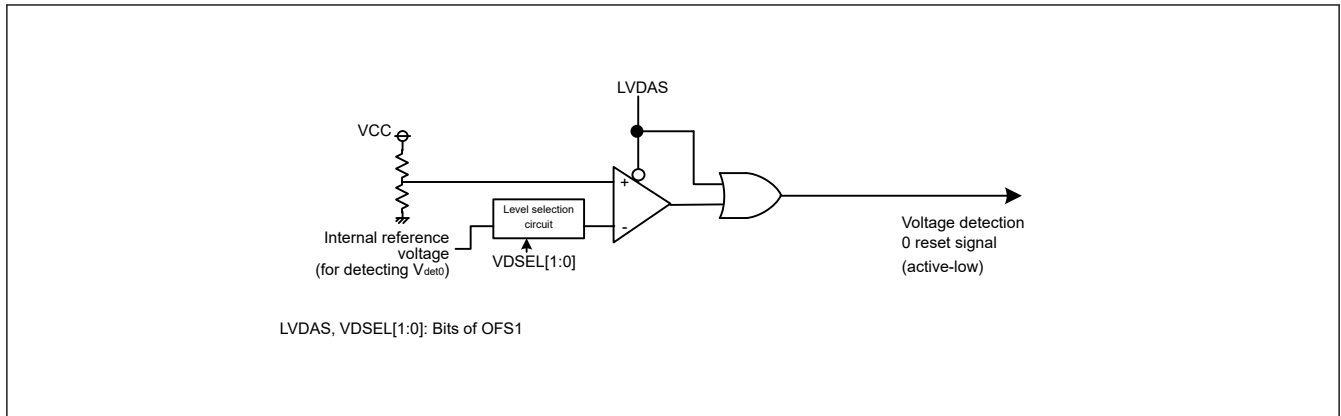 LVDAS
VCC
+
Level selection
circuit
-
Internal reference
voltage
(for detecting Vdet0)
VDSEL[1:0]
Voltage detection
0 reset signal
(active-low)
LVDAS, VDSEL[1:0]: Bits of OFS1